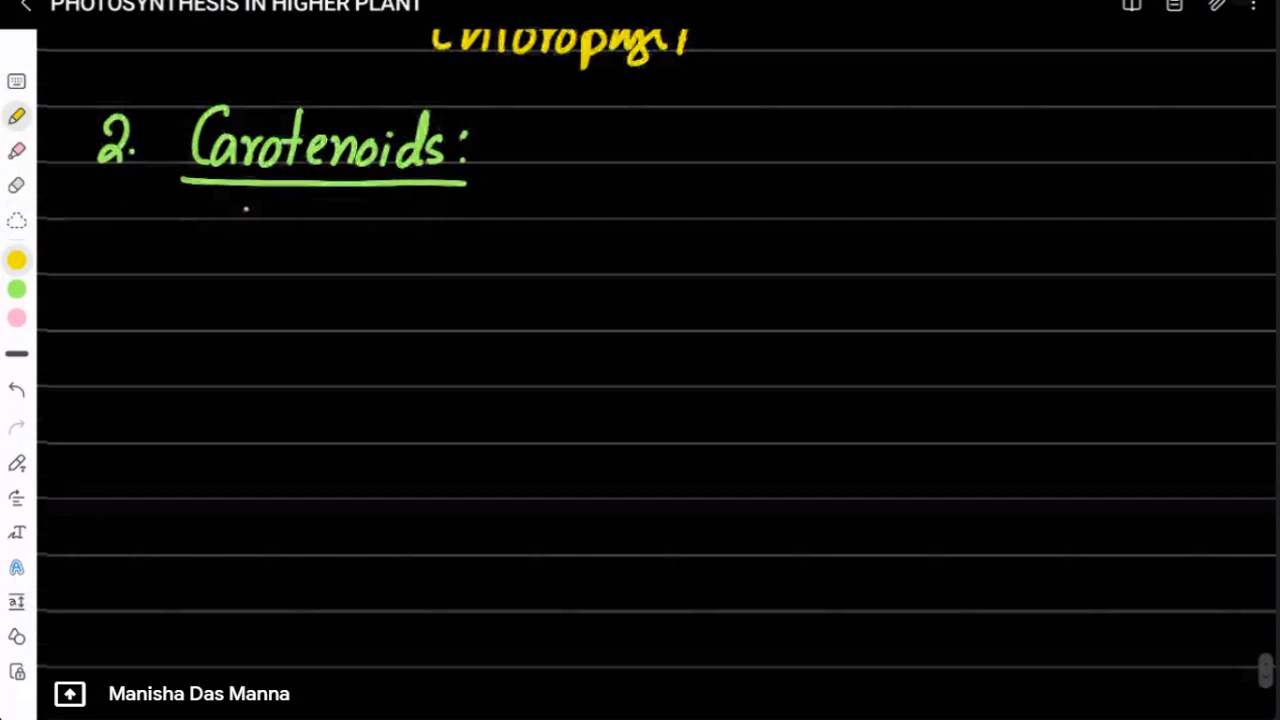 PHOTOSYNTHESIS IN HIGHER PLANT
2. Carotenoids:
Manisha Das Manna